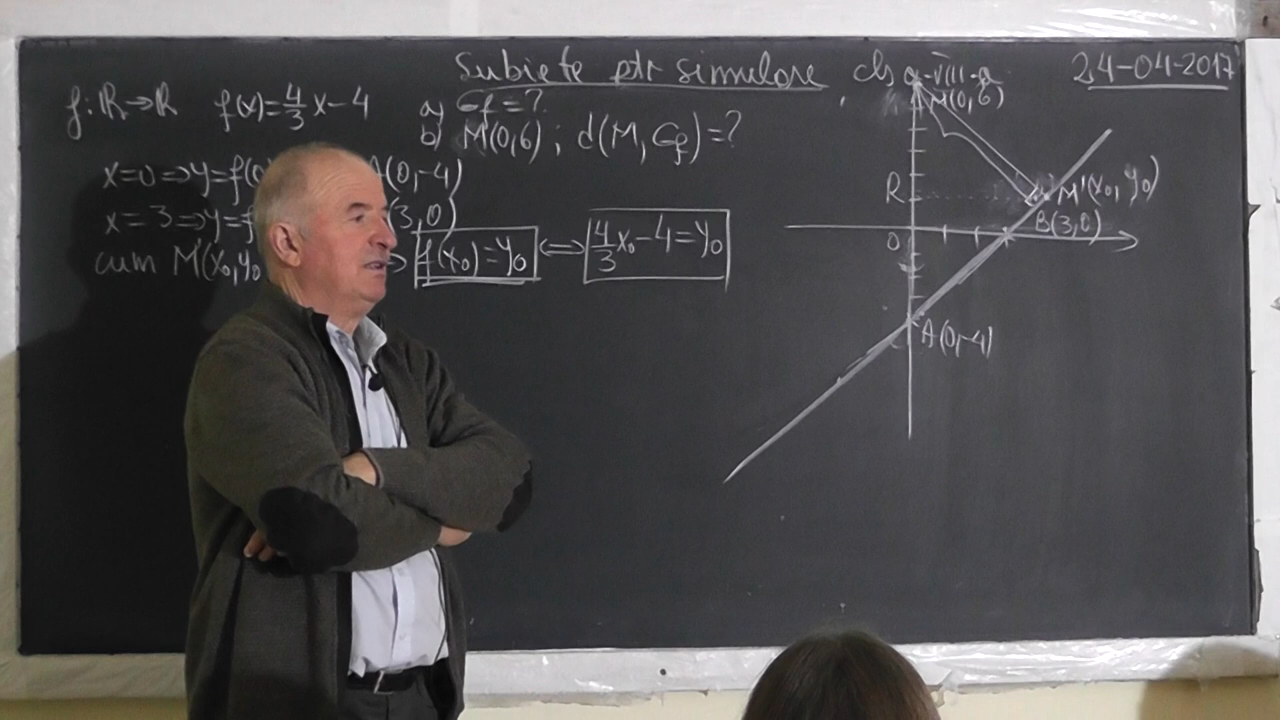 Subiete ptr simulare, cls a-VIII-a
24-04-2017
f: ℝ→ℝ f(x)=4/3 x-4 a) Gf=?
b) M(0,6); d(M,Gf)=?
x=0⇒y=f(0 A(0,-4)
x=3⇒y=f (3,0)
cum M'(x₀,y₀ ⇒ f(x₀)=y₀ ⇔ 4/3 x₀-4=y₀
M(0,6)
R
M'(x₀,y₀)
B(3,0)
0
A(0,-4)